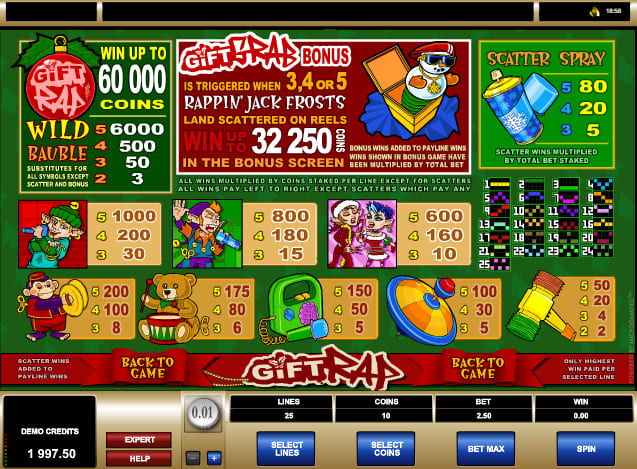 18:58
GiFT RAP
WIN UP TO
60 000
COINS
WILD
BAUBLE
SUBSTITUTES FOR
ALL SYMBOLS EXCEPT
SCATTER AND BONUS
5 6000
4 500
3 50
2 3
GiFT GRAB BONUS
IS TRIGGERED WHEN 3,4 OR 5
RAPPIN' JACK FROSTS
LAND SCATTERED ON REELS
WIN UP TO 32 250 COINS
IN THE BONUS SCREEN
BONUS WINS ADDED TO PAYLINE WINS
WINS SHOWN IN BONUS GAME HAVE
BEEN MULTIPLIED BY TOTAL BET
SCATTER SPRAY
5 80
4 20
3 5
SCATTER WINS MULTIPLIED
BY TOTAL BET STAKED
ALL WINS MULTIPLIED BY COINS STAKED PER LINE EXCEPT FOR SCATTERS
ALL WINS PAY LEFT TO RIGHT EXCEPT SCATTERS WHICH PAY ANY
5 1000
4 200
3 30
5 800
4 180
3 15
5 600
4 160
3 10
1 2 3 4
5 6 7 8
9 10 11 12
13 14 15 16
17 18 19 20
21 22 23 24
25
5 200
4 100
3 8
5 175
4 80
3 6
5 150
4 50
3 5
5 100
4 30
3 5
5 50
4 20
3 4
2 2
SCATTER WINS
ADDED TO
PAYLINE WINS
BACK TO
GAME
GiFT RAP
BACK TO
GAME
ONLY HIGHEST
WIN PAID PER
SELECTED LINE
DEMO CREDITS
1 997.50
EXPERT
HELP
0.01
− +
LINES COINS BET WIN
25 10 2.50 0.00
SELECT
LINES
SELECT
COINS
BET MAX
SPIN